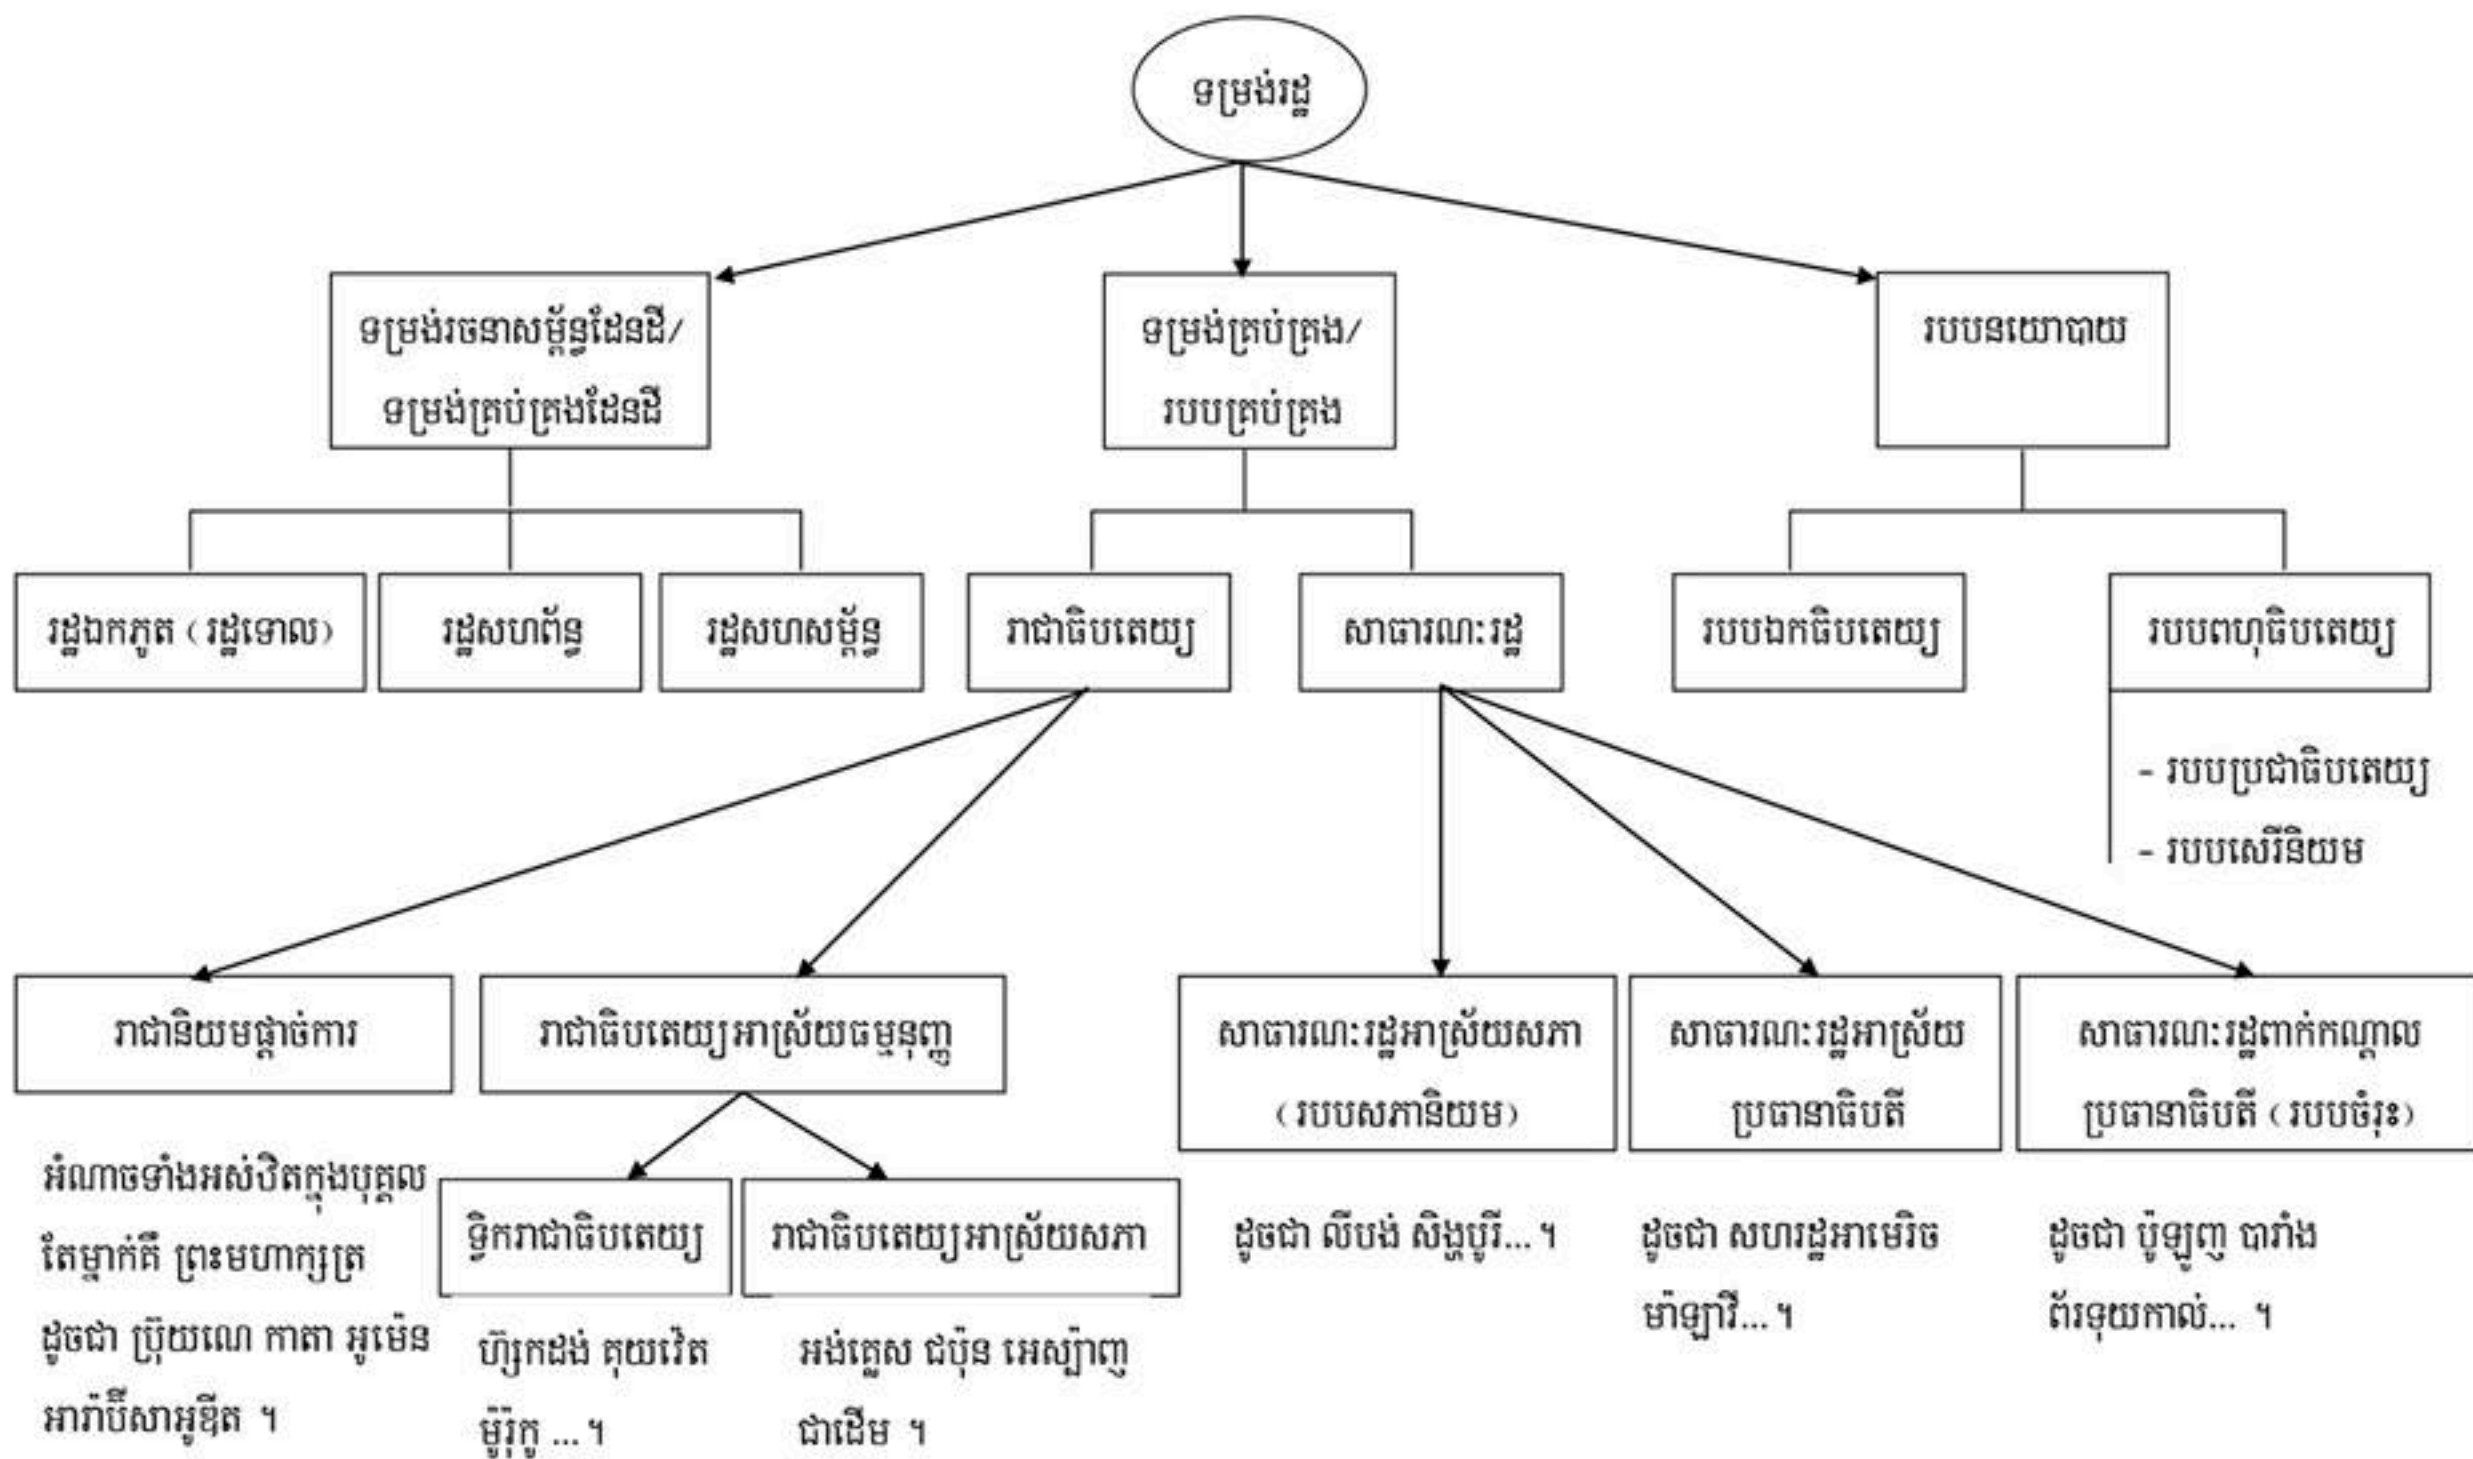 ទម្រង់រដ្ឋ
ទម្រង់រចនាសម្ព័ន្ធដែនដី/
ទម្រង់គ្រប់គ្រងដែនដី
ទម្រង់គ្រប់គ្រង/
របបគ្រប់គ្រង
របបនយោបាយ
រដ្ឋឯកភូត (រដ្ឋទោល)
រដ្ឋសហព័ន្ធ
រដ្ឋសហសម្ព័ន្ធ
រាជាធិបតេយ្យ
សាធារណៈរដ្ឋ
របបឯកធិបតេយ្យ
របបពហុធិបតេយ្យ
- របបប្រជាធិបតេយ្យ
- របបសេរីនិយម
រាជានិយមផ្តាច់ការ
រាជាធិបតេយ្យអាស្រ័យធម្មនុញ្ញ
សាធារណៈរដ្ឋអាស្រ័យសភា
(របបសភានិយម)
សាធារណៈរដ្ឋអាស្រ័យ
ប្រធានាធិបតី
សាធារណៈរដ្ឋពាក់កណ្តាល
ប្រធានាធិបតី (របបចំរុះ)
អំណាចទាំងអស់ឋិតក្នុងបុគ្គល
តែម្នាក់គឺ ព្រះមហាក្សត្រ
ដូចជា ប្រ៊ុយណេ កាតា អូម៉េន
អារ៉ាប៊ីសាអូឌីត ។
ទ្វិករាជាធិបតេយ្យ
រាជាធិបតេយ្យអាស្រ័យសភា
ហ៊្សកដង់ គុយវ៉េត
ម៉ូរ៉ុកូ ...។
អង់គ្លេស ជប៉ុន អេស្ប៉ាញ
ជាដើម ។
ដូចជា លីបង់ សិង្ហបូរី...។
ដូចជា សហរដ្ឋអាមេរិច
ម៉ាឡាវី...។
ដូចជា ប៉ូឡូញ បារាំង
ព័រទុយកាល់... ។